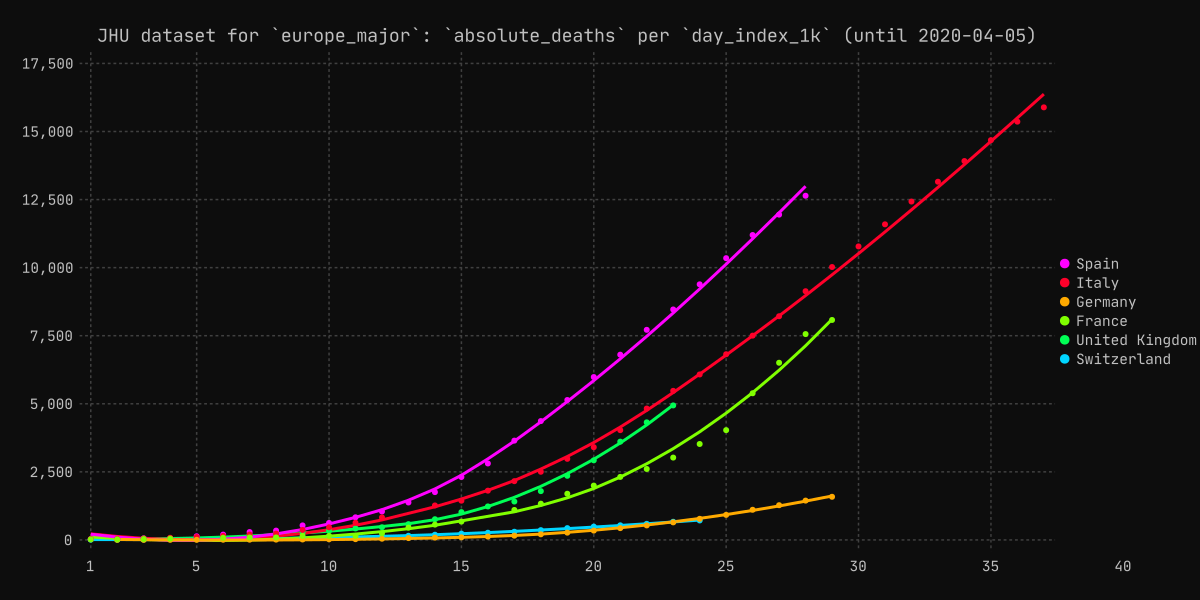 JHU dataset for `europe_major`: `absolute_deaths` per `day_index_1k` (until 2020-04-05)
17,500
15,000
12,500
10,000
7,500
5,000
2,500
0
1 5 10 15 20 25 30 35 40
Spain
Italy
Germany
France
United Kingdom
Switzerland